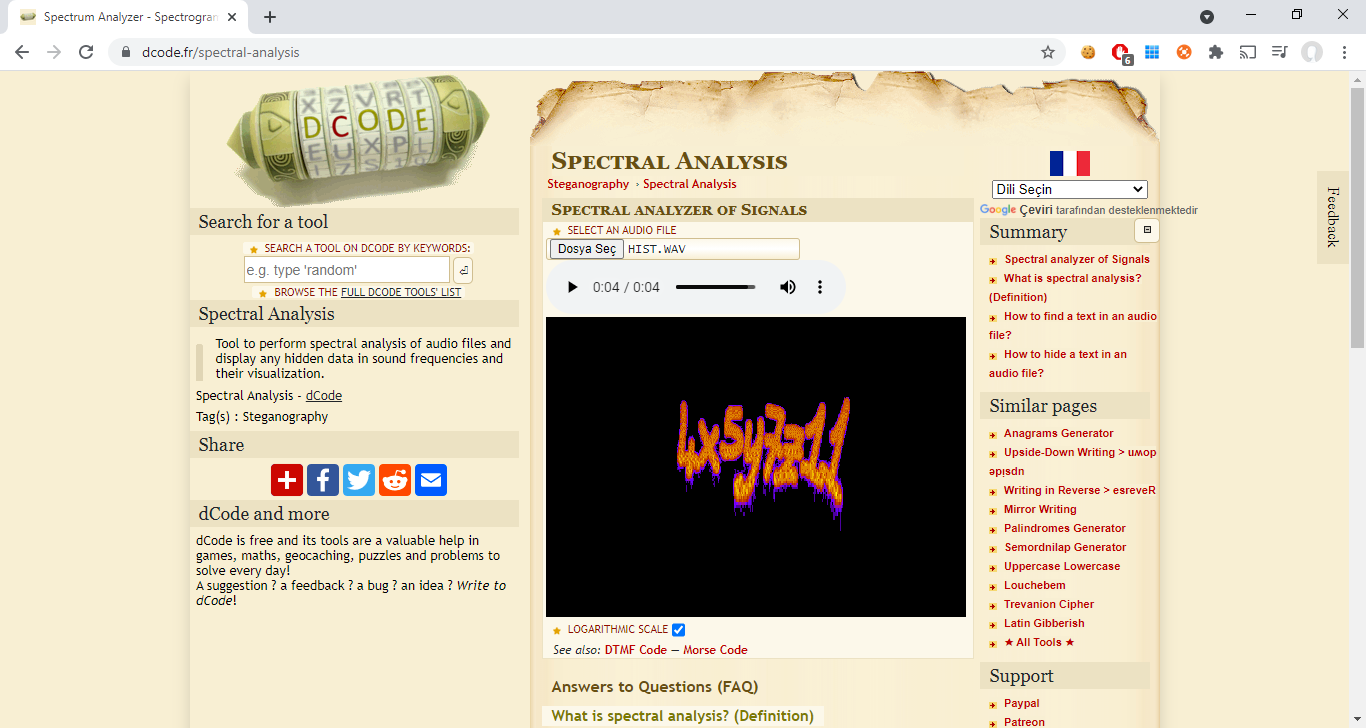 Spectrum Analyzer - Spectrogran
dcode.fr/spectral-analysis
6
X Z V R T
D C O D E
E U X P L
Search for a tool
SEARCH A TOOL ON DCODE BY KEYWORDS:
e.g. type 'random'
BROWSE THE FULL DCODE TOOLS' LIST
Spectral Analysis
Tool to perform spectral analysis of audio files and
display any hidden data in sound frequencies and
their visualization.
Spectral Analysis - dCode
Tag(s) : Steganography
Share
dCode and more
dCode is free and its tools are a valuable help in
games, maths, geocaching, puzzles and problems to
solve every day!
A suggestion ? a feedback ? a bug ? an idea ? Write to
dCode!
SPECTRAL ANALYSIS
Steganography › Spectral Analysis
SPECTRAL ANALYZER OF SIGNALS
SELECT AN AUDIO FILE
Dosya Seç HIST.WAV
0:04 / 0:04
LOGARITHMIC SCALE
See also: DTMF Code — Morse Code
Answers to Questions (FAQ)
What is spectral analysis? (Definition)
Dili Seçin
Google Çeviri tarafından desteklenmektedir
Summary
Spectral analyzer of Signals
What is spectral analysis?
(Definition)
How to find a text in an audio
file?
How to hide a text in an
audio file?
Similar pages
Anagrams Generator
Upside-Down Writing > uʍop
ǝpᴉsdn
Writing in Reverse > esreveR
Mirror Writing
Palindromes Generator
Semordnilap Generator
Uppercase Lowercase
Louchebem
Trevanion Cipher
Latin Gibberish
★ All Tools ★
Support
Paypal
Patreon
Feedback